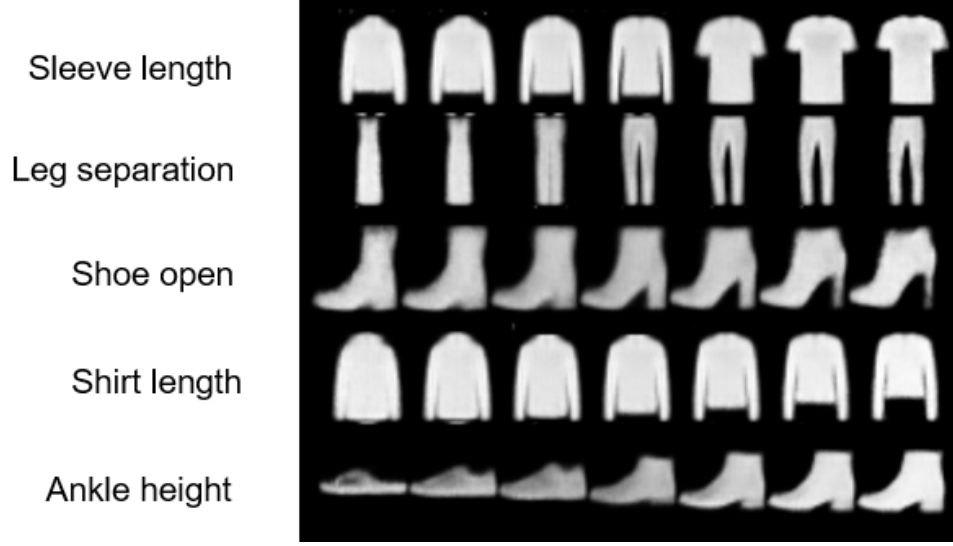 Sleeve length
Leg separation
Shoe open
Shirt length
Ankle height